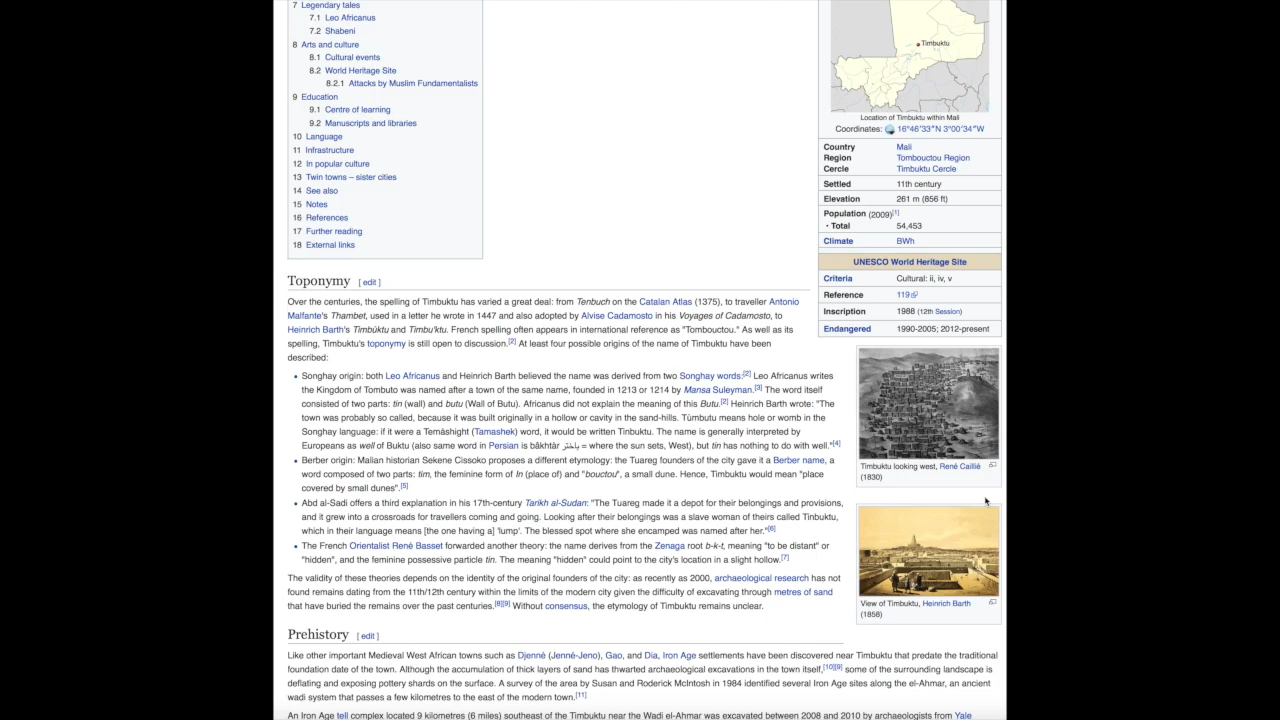 7 Legendary tales
7.1 Leo Africanus
7.2 Shabeni
8 Arts and culture
8.1 Cultural events
8.2 World Heritage Site
8.2.1 Attacks by Muslim Fundamentalists
9 Education
9.1 Centre of learning
9.2 Manuscripts and libraries
10 Language
11 Infrastructure
12 In popular culture
13 Twin towns – sister cities
14 See also
15 Notes
16 References
17 Further reading
18 External links
Timbuktu
Location of Timbuktu within Mali
Coordinates: 16°46′33″N 3°00′34″W
Country Mali
Region Tombouctou Region
Cercle Timbuktu Cercle
Settled 11th century
Elevation 261 m (856 ft)
Population (2009)[1]
• Total 54,453
Climate BWh
UNESCO World Heritage Site
Criteria Cultural: ii, iv, v
Reference 119
Inscription 1988 (12th Session)
Endangered 1990-2005; 2012-present
Toponymy [ edit ]
Over the centuries, the spelling of Timbuktu has varied a great deal: from Tenbuch on the Catalan Atlas (1375), to traveller Antonio
Malfante's Thambet, used in a letter he wrote in 1447 and also adopted by Alvise Cadamosto in his Voyages of Cadamosto, to
Heinrich Barth's Timbúktu and Timbu'ktu. French spelling often appears in international reference as "Tombouctou." As well as its
spelling, Timbuktu's toponymy is still open to discussion.[2] At least four possible origins of the name of Timbuktu have been
described:
• Songhay origin: both Leo Africanus and Heinrich Barth believed the name was derived from two Songhay words:[2] Leo Africanus writes
the Kingdom of Tombuto was named after a town of the same name, founded in 1213 or 1214 by Mansa Suleyman.[3] The word itself
consisted of two parts: tin (wall) and butu (Wall of Butu). Africanus did not explain the meaning of this Butu.[2] Heinrich Barth wrote: "The
town was probably so called, because it was built originally in a hollow or cavity in the sand-hills. Tùmbutu means hole or womb in the
Songhay language: if it were a Temáshight (Tamashek) word, it would be written Tinbuktu. The name is generally interpreted by
Europeans as well of Buktu (also same word in Persian is bâkhtàr باختر = where the sun sets, West), but tin has nothing to do with well."[4]
• Berber origin: Malian historian Sekene Cissoko proposes a different etymology: the Tuareg founders of the city gave it a Berber name, a
word composed of two parts: tim, the feminine form of In (place of) and "bouctou", a small dune. Hence, Timbuktu would mean "place
covered by small dunes".[5]
• Abd al-Sadi offers a third explanation in his 17th-century Tarikh al-Sudan: "The Tuareg made it a depot for their belongings and provisions,
and it grew into a crossroads for travellers coming and going. Looking after their belongings was a slave woman of theirs called Tinbuktu,
which in their language means [the one having a] 'lump'. The blessed spot where she encamped was named after her."[6]
• The French Orientalist René Basset forwarded another theory: the name derives from the Zenaga root b-k-t, meaning "to be distant" or
"hidden", and the feminine possessive particle tin. The meaning "hidden" could point to the city's location in a slight hollow.[7]
The validity of these theories depends on the identity of the original founders of the city: as recently as 2000, archaeological research has not
found remains dating from the 11th/12th century within the limits of the modern city given the difficulty of excavating through metres of sand
that have buried the remains over the past centuries.[8][9] Without consensus, the etymology of Timbuktu remains unclear.
Timbuktu looking west, René Caillié
(1830)
View of Timbuktu, Heinrich Barth
(1858)
Prehistory [ edit ]
Like other important Medieval West African towns such as Djenné (Jenné-Jeno), Gao, and Dia, Iron Age settlements have been discovered near Timbuktu that predate the traditional
foundation date of the town. Although the accumulation of thick layers of sand has thwarted archaeological excavations in the town itself,[10][9] some of the surrounding landscape is
deflating and exposing pottery shards on the surface. A survey of the area by Susan and Roderick McIntosh in 1984 identified several Iron Age sites along the el-Ahmar, an ancient
wadi system that passes a few kilometres to the east of the modern town.[11]
An Iron Age tell complex located 9 kilometres (6 miles) southeast of the Timbuktu near the Wadi el-Ahmar was excavated between 2008 and 2010 by archaeologists from Yale